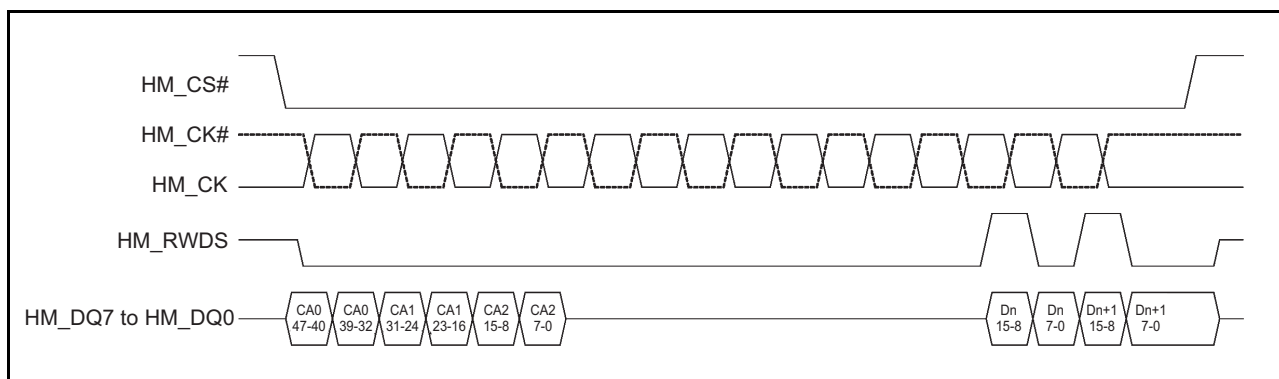 HM_CS#
HM_CK#
HM_CK
HM_RWDS
HM_DQ7 to HM_DQ0
CA0 CA0 CA1 CA1 CA2 CA2 Dn Dn Dn+1 Dn+1
47-40 39-32 31-24 23-16 15-8 7-0 15-8 7-0 15-8 7-0